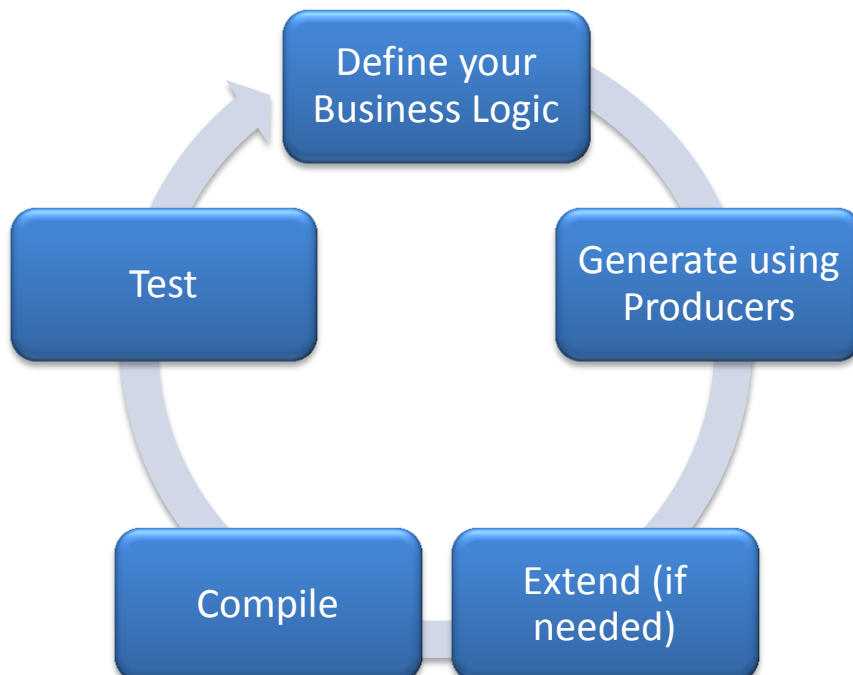 Define your
Business Logic
Generate using
Producers
Extend (if
needed)
Compile
Test